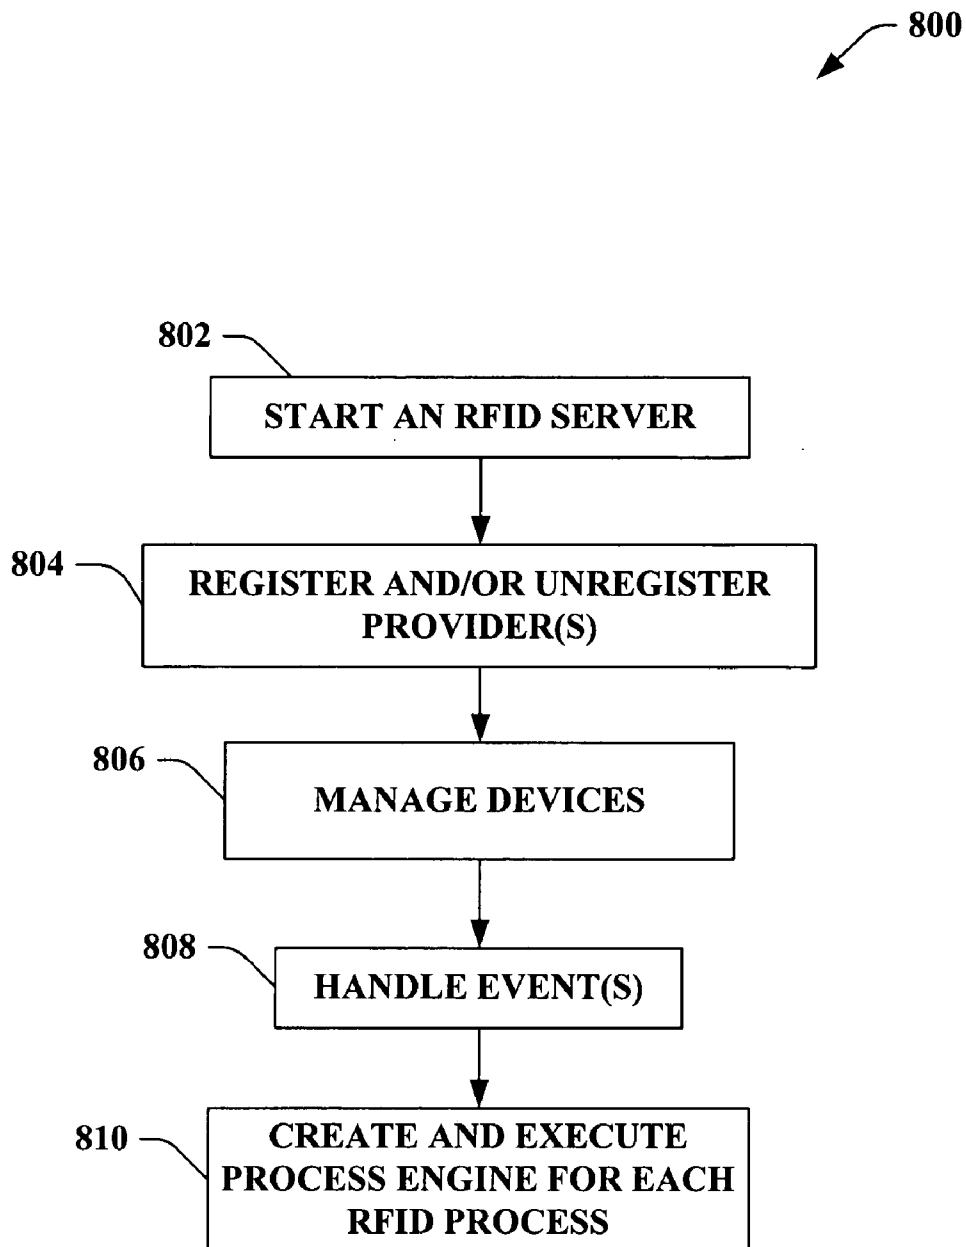 800
802
START AN RFID SERVER
804
REGISTER AND/OR UNREGISTER
PROVIDER(S)
806
MANAGE DEVICES
808
HANDLE EVENT(S)
810
CREATE AND EXECUTE
PROCESS ENGINE FOR EACH
RFID PROCESS